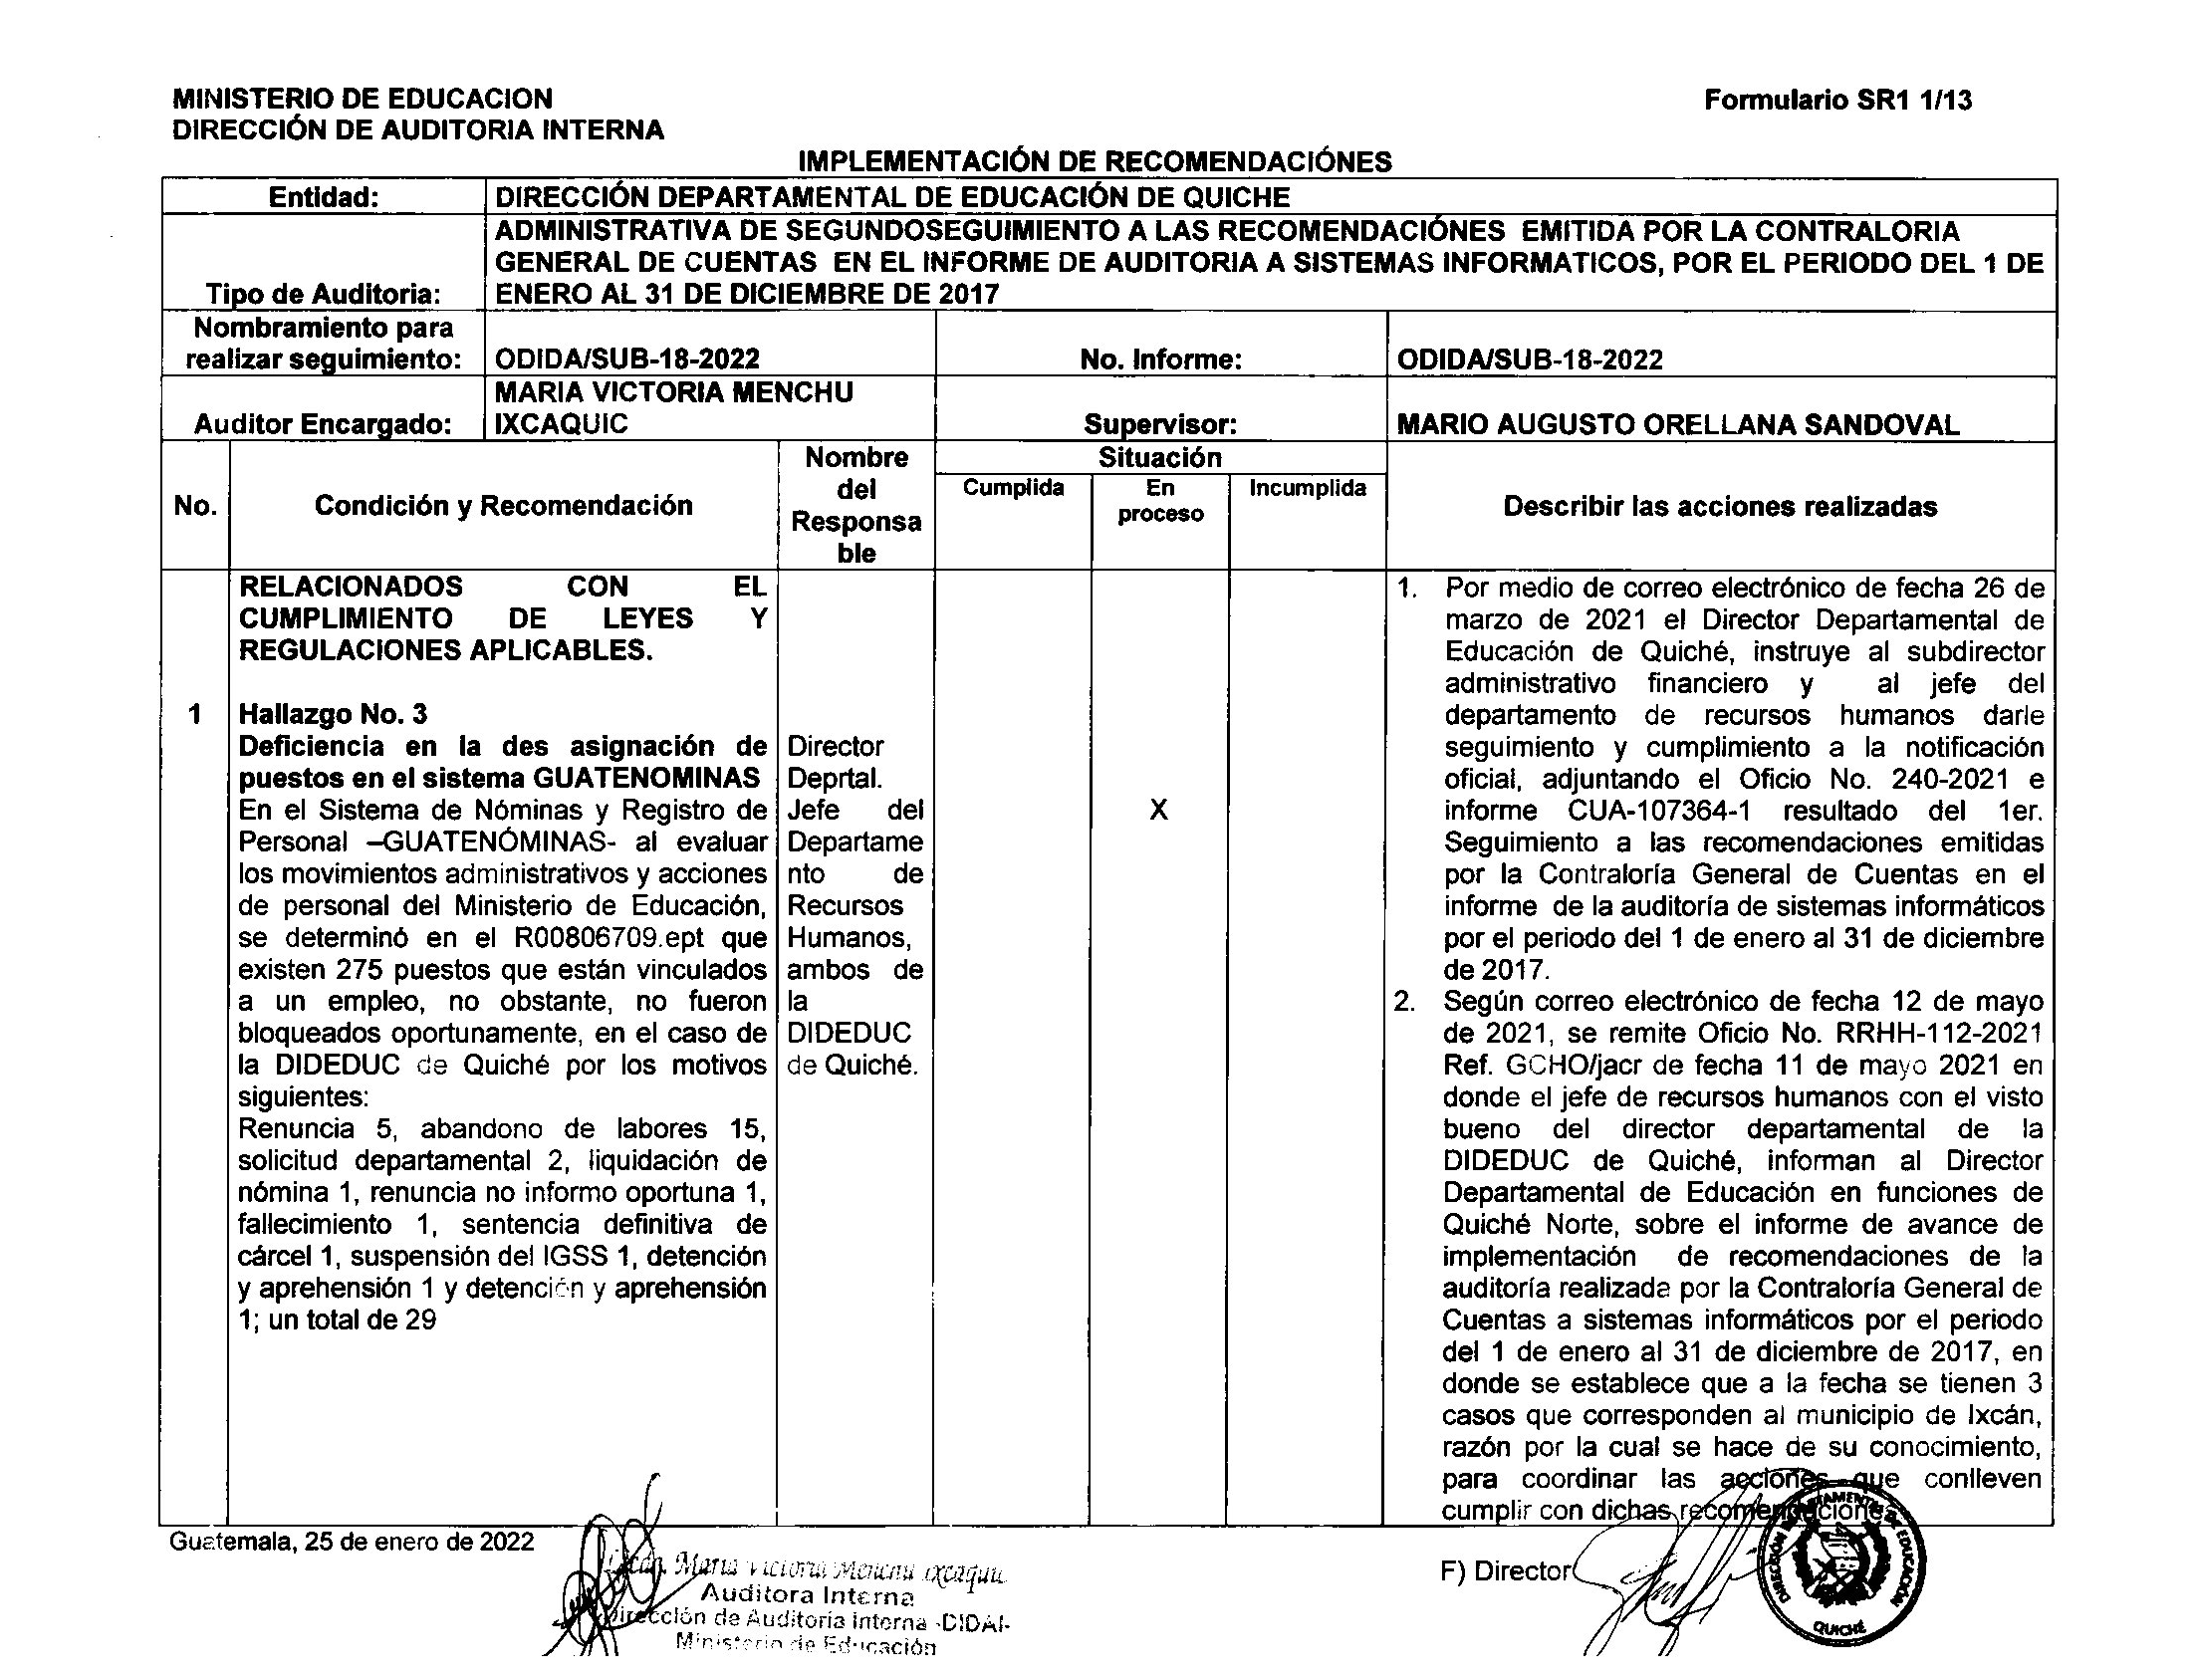 MINISTERIO DE EDUCACION
DIRECCIÓN DE AUDITORIA INTERNA
Formulario SR1 1/13
IMPLEMENTACIÓN DE RECOMENDACIÓNES
Entidad:
DIRECCIÓN DEPARTAMENTAL DE EDUCACIÓN DE QUICHE
Tipo de Auditoria:
ADMINISTRATIVA DE SEGUNDOSEGUIMIENTO A LAS RECOMENDACIÓNES EMITIDA POR LA CONTRALORIA
GENERAL DE CUENTAS EN EL INFORME DE AUDITORIA A SISTEMAS INFORMATICOS, POR EL PERIODO DEL 1 DE
ENERO AL 31 DE DICIEMBRE DE 2017
Nombramiento para
realizar seguimiento:
ODIDA/SUB-18-2022
No. Informe:
ODIDA/SUB-18-2022
Auditor Encargado:
MARIA VICTORIA MENCHU
IXCAQUIC
Supervisor:
MARIO AUGUSTO ORELLANA SANDOVAL
No.
Condición y Recomendación
Nombre
del
Responsa
ble
Situación
Cumplida
En
proceso
Incumplida
Describir las acciones realizadas
RELACIONADOS CON EL
CUMPLIMIENTO DE LEYES Y
REGULACIONES APLICABLES.
1
Hallazgo No. 3
Deficiencia en la des asignación de
puestos en el sistema GUATENOMINAS
En el Sistema de Nóminas y Registro de
Personal –GUATENÓMINAS- al evaluar
los movimientos administrativos y acciones
de personal del Ministerio de Educación,
se determinó en el R00806709.ept que
existen 275 puestos que están vinculados
a un empleo, no obstante, no fueron
bloqueados oportunamente, en el caso de
la DIDEDUC de Quiché por los motivos
siguientes:
Renuncia 5, abandono de labores 15,
solicitud departamental 2, liquidación de
nómina 1, renuncia no informo oportuna 1,
fallecimiento 1, sentencia definitiva de
cárcel 1, suspensión del IGSS 1, detención
y aprehensión 1 y detención y aprehensión
1; un total de 29
Director
Deprtal.
Jefe del
Departame
nto de
Recursos
Humanos,
ambos de
la
DIDEDUC
de Quiché.
X
1. Por medio de correo electrónico de fecha 26 de
marzo de 2021 el Director Departamental de
Educación de Quiché, instruye al subdirector
administrativo financiero y al jefe del
departamento de recursos humanos darle
seguimiento y cumplimiento a la notificación
oficial, adjuntando el Oficio No. 240-2021 e
informe CUA-107364-1 resultado del 1er.
Seguimiento a las recomendaciones emitidas
por la Contraloría General de Cuentas en el
informe de la auditoría de sistemas informáticos
por el periodo del 1 de enero al 31 de diciembre
de 2017.
2. Según correo electrónico de fecha 12 de mayo
de 2021, se remite Oficio No. RRHH-112-2021
Ref. GCHO/jacr de fecha 11 de mayo 2021 en
donde el jefe de recursos humanos con el visto
bueno del director departamental de la
DIDEDUC de Quiché, informan al Director
Departamental de Educación en funciones de
Quiché Norte, sobre el informe de avance de
implementación de recomendaciones de la
auditoría realizada por la Contraloría General de
Cuentas a sistemas informáticos por el periodo
del 1 de enero al 31 de diciembre de 2017, en
donde se establece que a la fecha se tienen 3
casos que corresponden al municipio de Ixcán,
razón por la cual se hace de su conocimiento,
para coordinar las acciones que conlleven
cumplir con dichas recomendaciones
Guatemala, 25 de enero de 2022
Maria Victoria Menchu Ixcaquic
Auditora Interna
Dirección de Auditoría Interna -DIDAI-
Ministerio de Educación
F) Director
DIRECCIÓN DEPARTAMENTAL DE EDUCACIÓN
QUICHÉ